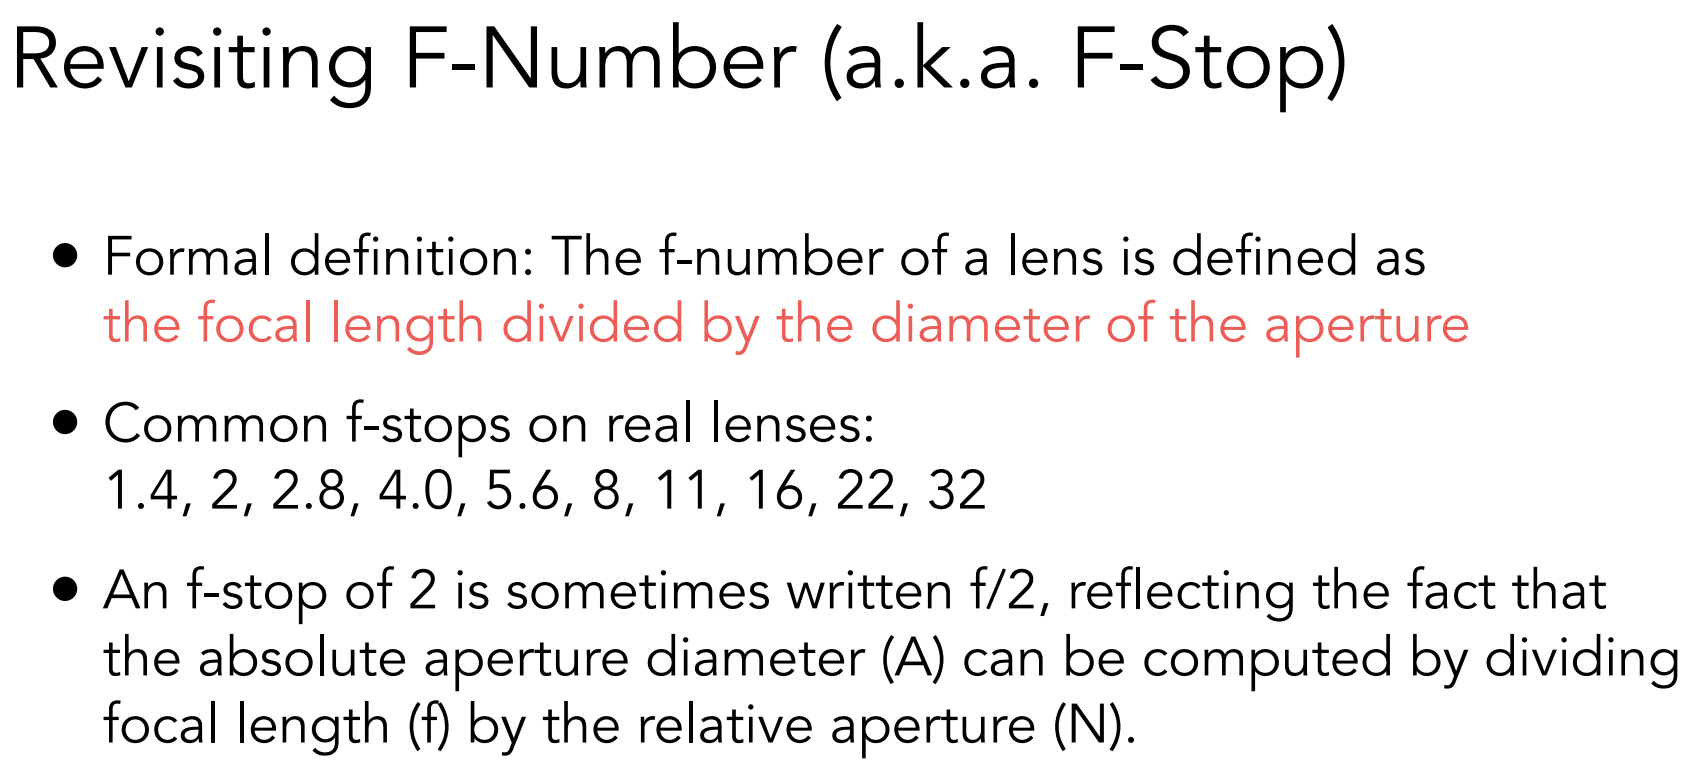 Revisiting F-Number (a.k.a. F-Stop)
• Formal definition: The f-number of a lens is defined as
the focal length divided by the diameter of the aperture
• Common f-stops on real lenses:
1.4, 2, 2.8, 4.0, 5.6, 8, 11, 16, 22, 32
• An f-stop of 2 is sometimes written f/2, reflecting the fact that
the absolute aperture diameter (A) can be computed by dividing
focal length (f) by the relative aperture (N).